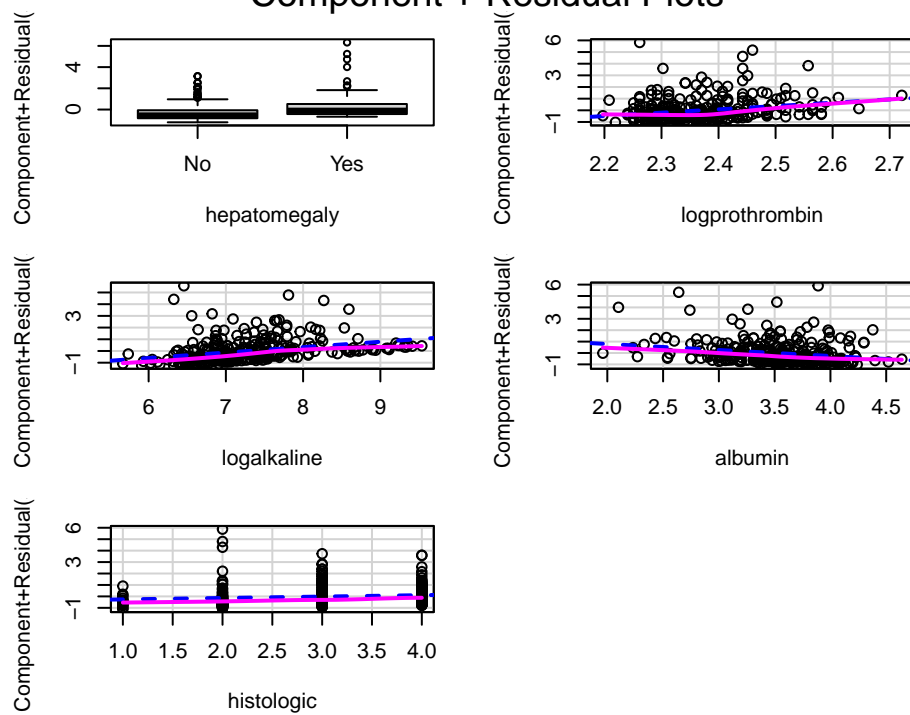 Component + Residual Plots
Component+Residual(
4
0
No Yes
hepatomegaly
Component+Residual(
6
3
−1
2.2 2.3 2.4 2.5 2.6 2.7
logprothrombin
Component+Residual(
3
−1
6 7 8 9
logalkaline
Component+Residual(
6
3
−1
2.0 2.5 3.0 3.5 4.0 4.5
albumin
Component+Residual(
6
3
−1
1.0 1.5 2.0 2.5 3.0 3.5 4.0
histologic